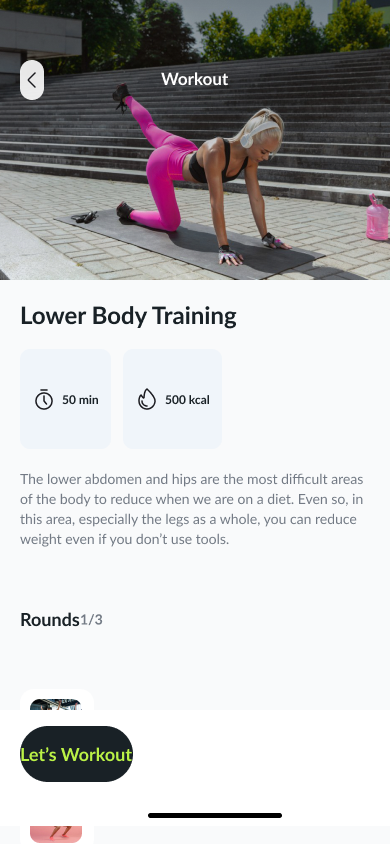 Workout
Lower Body Training
50 min
500 kcal
The lower abdomen and hips are the most difficult areas
of the body to reduce when we are on a diet. Even so, in
this area, especially the legs as a whole, you can reduce
weight even if you don’t use tools.
Rounds 1/3
Let’s Workout